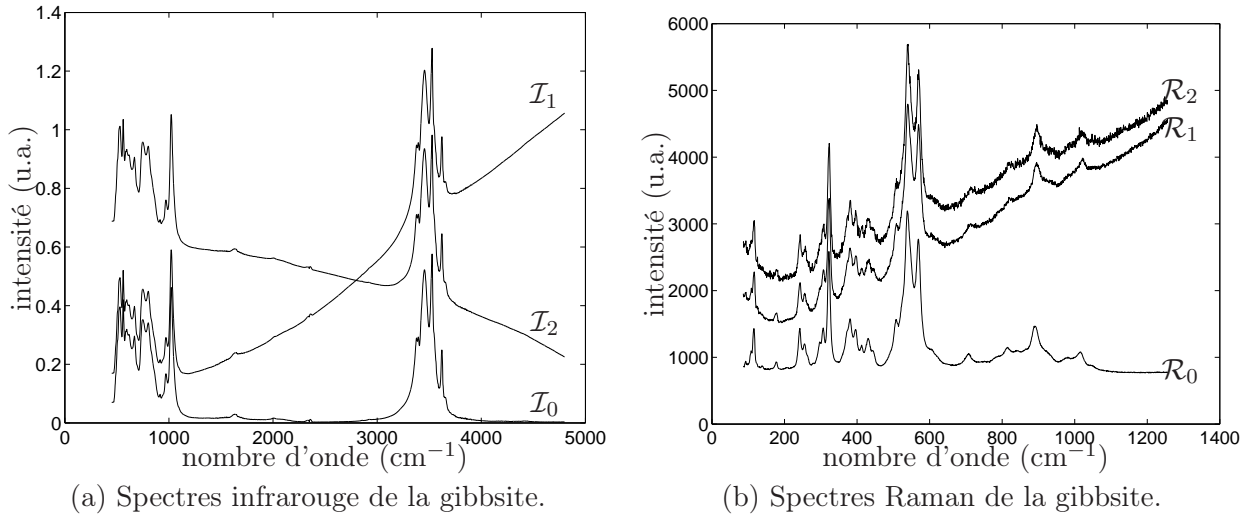 1.4
1.2
1
0.8
0.6
0.4
0.2
0
0 1000 2000 3000 4000 5000
intensité (u.a.)
nombre d'onde (cm⁻¹)
ℐ₁
ℐ₂
ℐ₀
(a) Spectres infrarouge de la gibbsite.
6000
5000
4000
3000
2000
1000
0
0 200 400 600 800 1000 1200 1400
intensité (u.a.)
nombre d'onde (cm⁻¹)
ℛ₂
ℛ₁
ℛ₀
(b) Spectres Raman de la gibbsite.